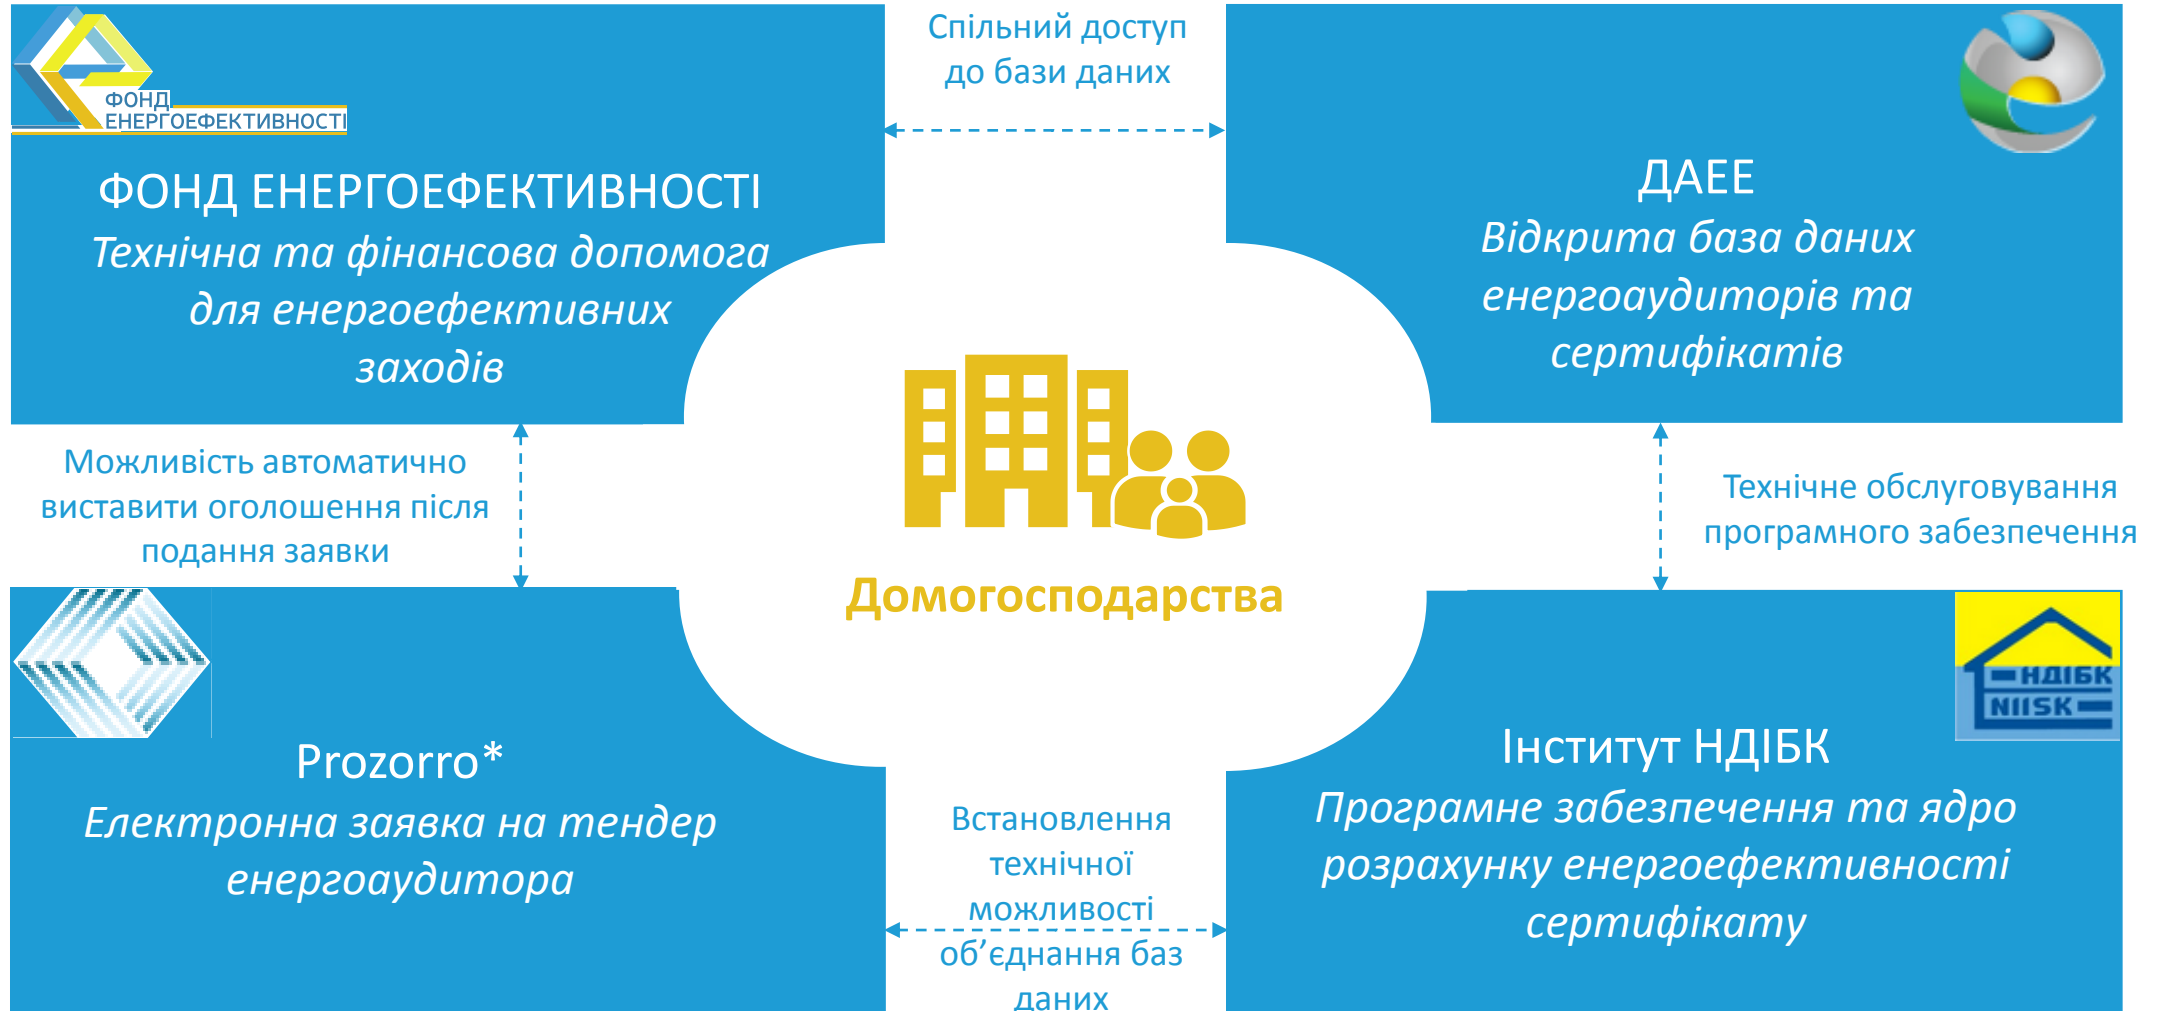 ФОНД
ЕНЕРГОЕФЕКТИВНОСТІ
ФОНД ЕНЕРГОЕФЕКТИВНОСТІ
Технічна та фінансова допомога
для енергоефективних
заходів
Спільний доступ
до бази даних
ДАЕЕ
Відкрита база даних
енергоаудиторів та
сертифікатів
Можливість автоматично
виставити оголошення після
подання заявки
Домогосподарства
Технічне обслуговування
програмного забезпечення
Prozorro*
Електронна заявка на тендер
енергоаудитора
Встановлення
технічної
можливості
об’єднання баз
даних
НДІБК
NIISK
Інститут НДІБК
Програмне забезпечення та ядро
розрахунку енергоефективності
сертифікату